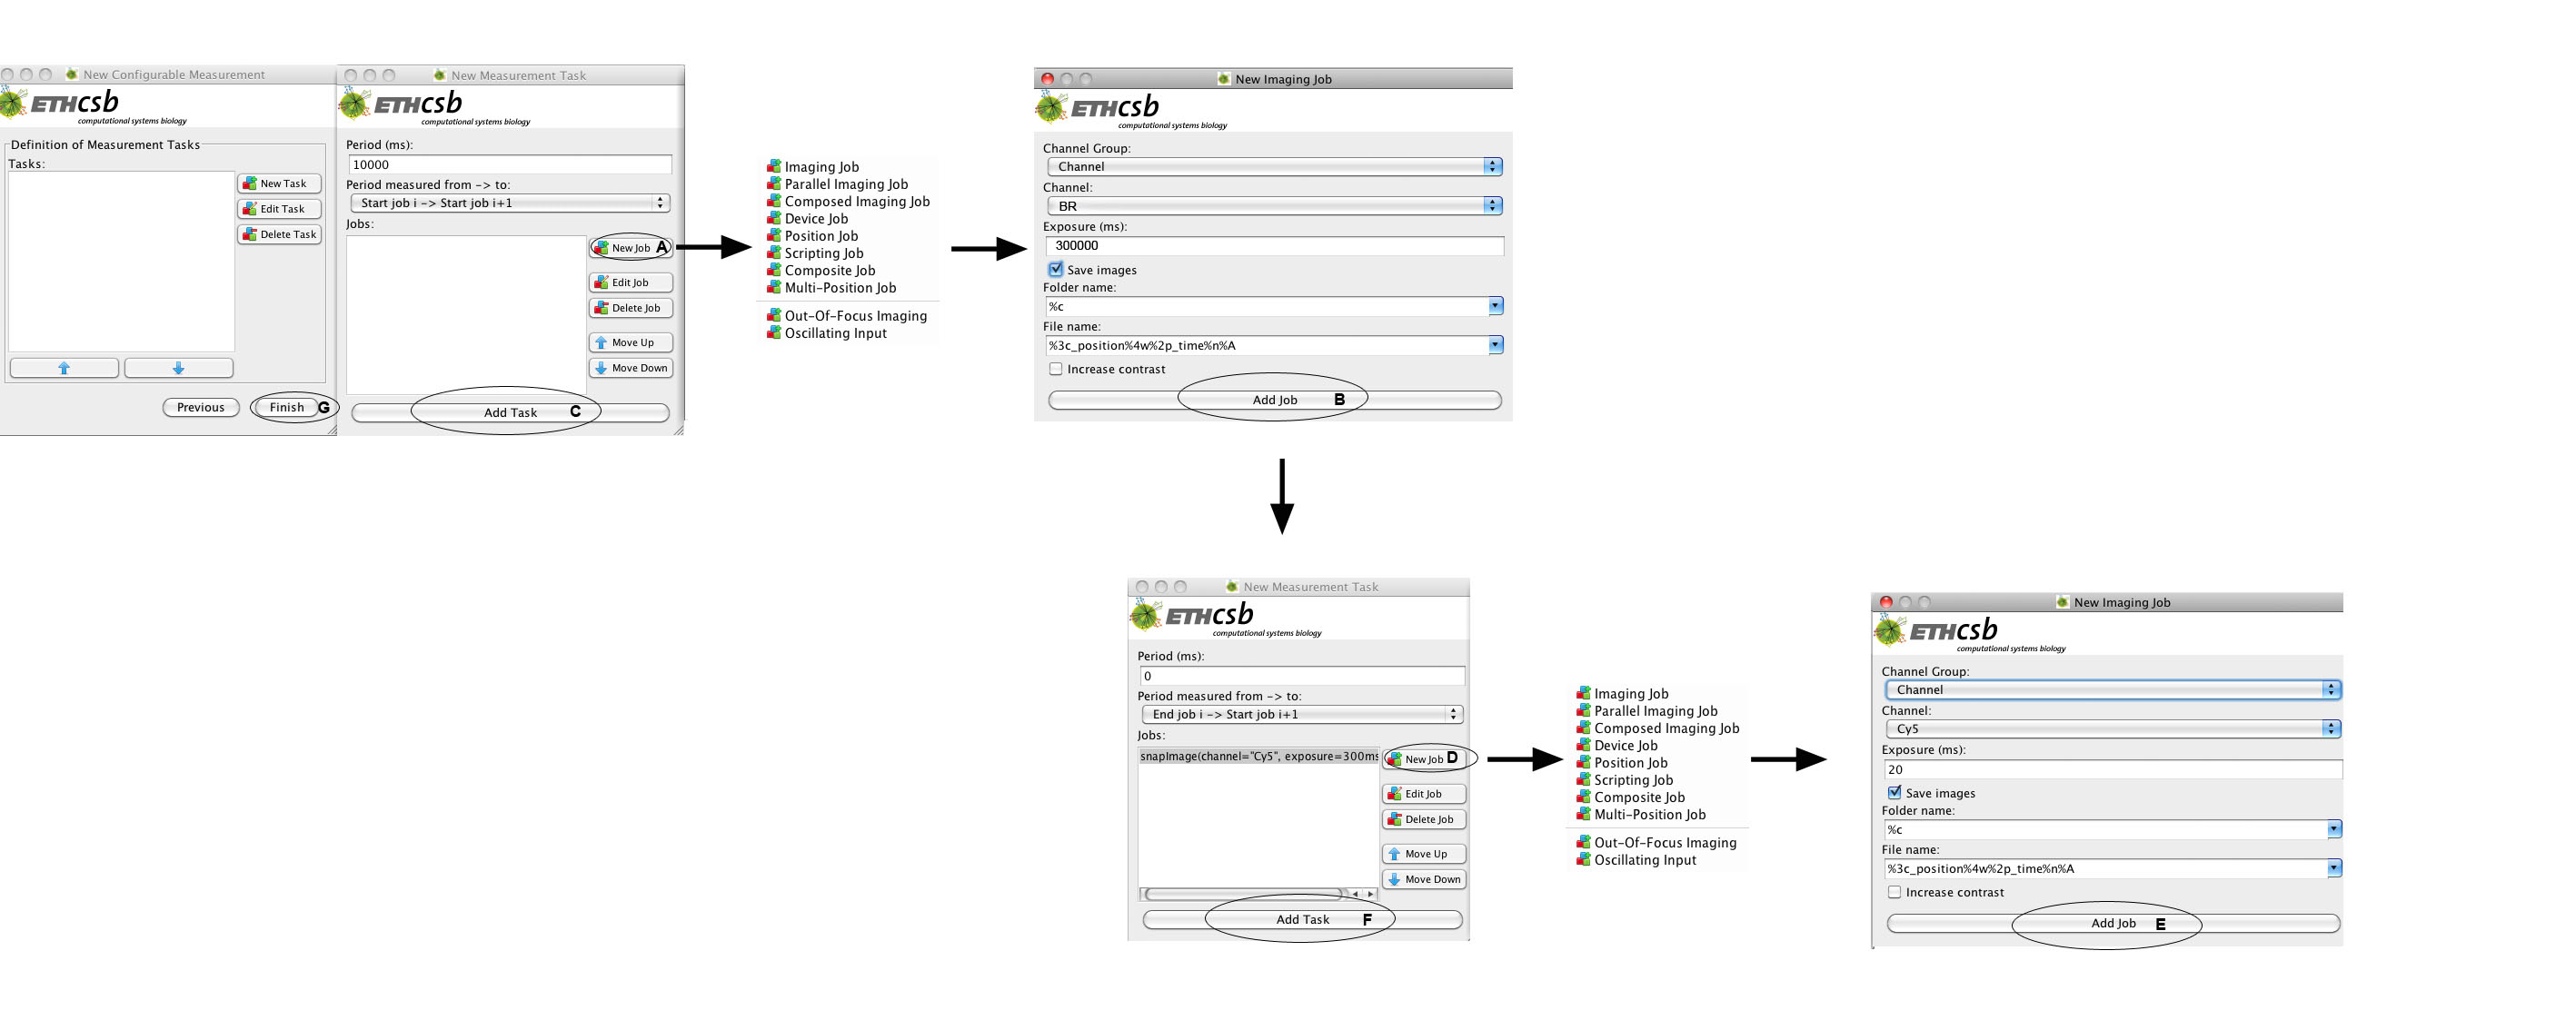 New Configurable Measurement
ETHcsb
computational systems biology
Definition of Measurement Tasks
Tasks:
New Task
Edit Task
Delete Task
Previous
Finish G
New Measurement Task
ETHcsb
computational systems biology
Period (ms):
10000
Period measured from -> to:
Start job i -> Start job i+1
Jobs:
New Job A
Edit Job
Delete Job
Move Up
Move Down
Add Task C
Imaging Job
Parallel Imaging Job
Composed Imaging Job
Device Job
Position Job
Scripting Job
Composite Job
Multi-Position Job
Out-Of-Focus Imaging
Oscillating Input
New Imaging Job
ETHcsb
computational systems biology
Channel Group:
Channel
Channel:
BR
Exposure (ms):
300000
Save images
Folder name:
%c
File name:
%3c_position%4w%2p_time%n%A
Increase contrast
Add Job B
New Measurement Task
ETHcsb
computational systems biology
Period (ms):
0
Period measured from -> to:
End job i -> Start job i+1
Jobs:
snapImage(channel="Cy5", exposure=300ms
New Job D
Edit Job
Delete Job
Move Up
Move Down
Add Task F
Imaging Job
Parallel Imaging Job
Composed Imaging Job
Device Job
Position Job
Scripting Job
Composite Job
Multi-Position Job
Out-Of-Focus Imaging
Oscillating Input
New Imaging Job
ETHcsb
computational systems biology
Channel Group:
Channel
Channel:
Cy5
Exposure (ms):
20
Save images
Folder name:
%c
File name:
%3c_position%4w%2p_time%n%A
Increase contrast
Add Job E